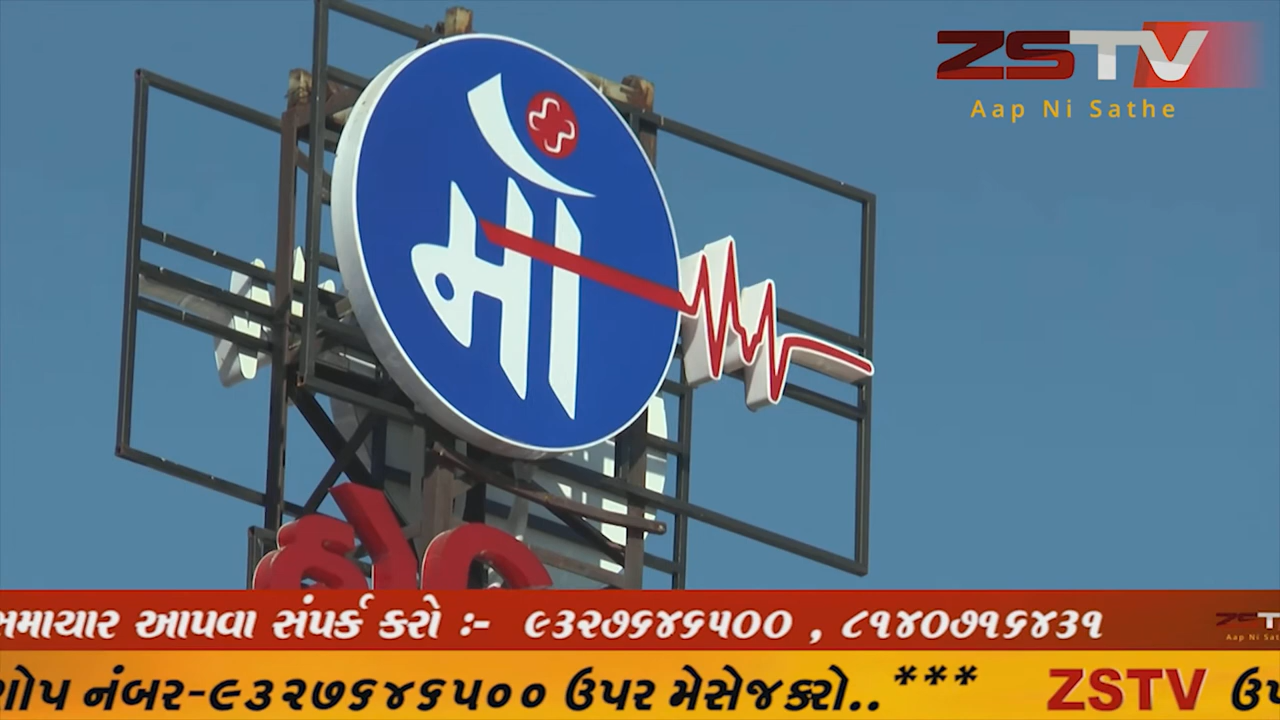 ZSTV
Aap Ni Sathe
માઁ
સમાચાર આપવા સંપર્ક કરો :- ૯૩૨૭૬૪૬૫૦૦ , ૮૧૪૦૭૧૬૪૩૧
નંબર-૯૩૨૭૬૪૬૫૦૦ ઉપર મેસેજ કરો.. *** ZSTV